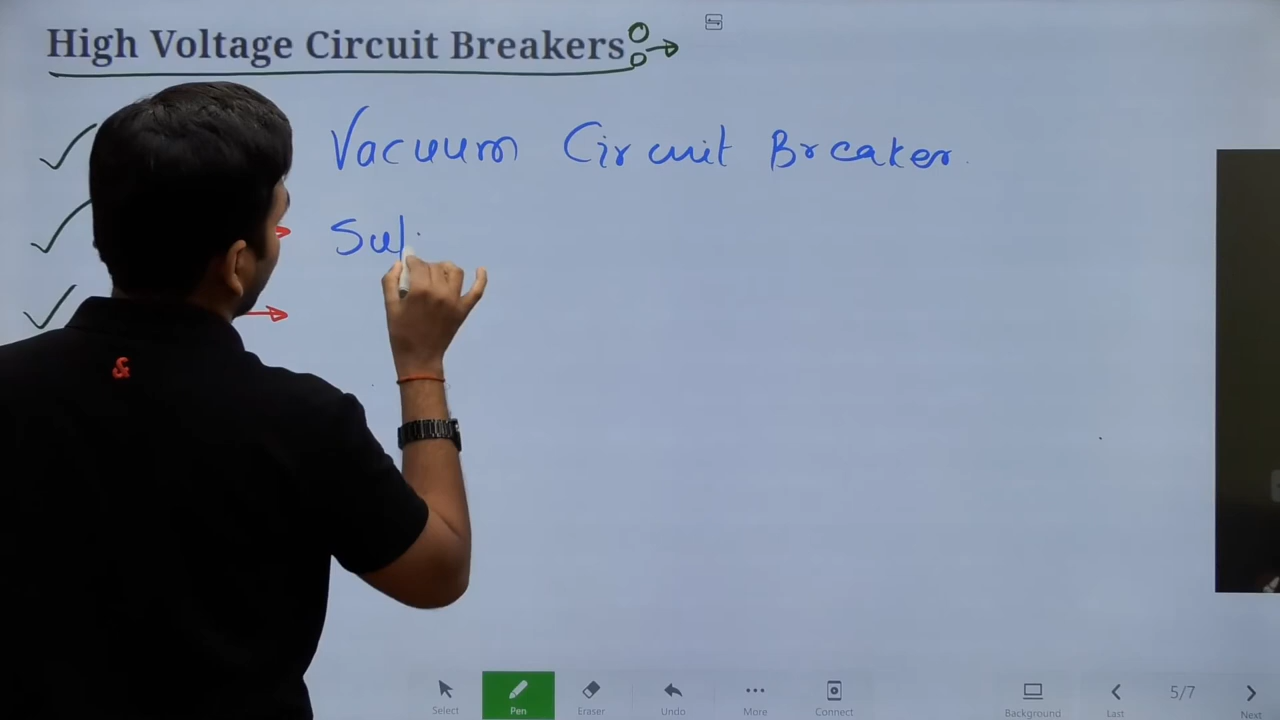 High Voltage Circuit Breakers:
Vacuum Circuit Breaker.
Sul
&
Select Pen Eraser Undo More Connect Background Last 5/7 Next